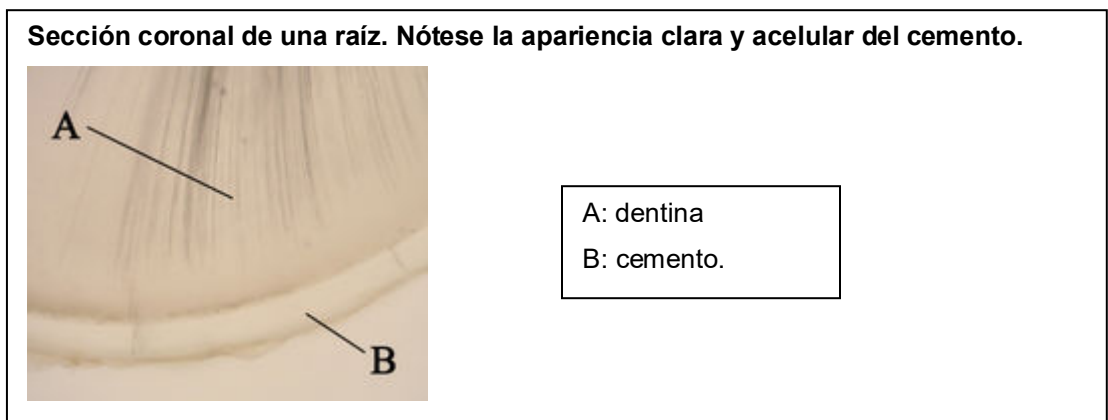 Sección coronal de una raíz. Nótese la apariencia clara y acelular del cemento.
A
B
A: dentina
B: cemento.